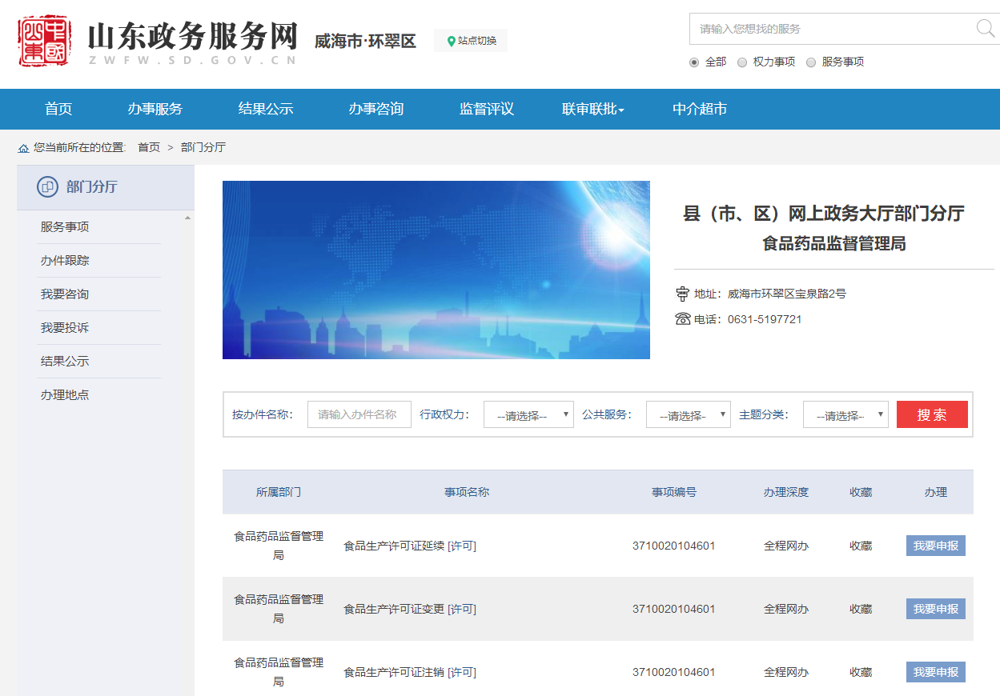 山东
中國
山东政务服务网
ZWFW.SD.GOV.CN
威海市·环翠区
站点切换
请输入您想找的服务
全部 权力事项 服务事项
首页 办事服务 结果公示 办事咨询 监督评议 联审联批 中介超市
您当前所在的位置: 首页 > 部门分厅
部门分厅
服务事项
办件跟踪
我要咨询
我要投诉
结果公示
办理地点
县（市、区）网上政务大厅部门分厅
食品药品监督管理局
地址：威海市环翠区宝泉路2号
电话：0631-5197721
按办件名称： 请输入办件名称 行政权力： --请选择-- 公共服务： --请选择- 主题分类： --请选择-- 搜 索
所属部门 事项名称 事项编号 办理深度 收藏 办理
食品药品监督管理
局
食品生产许可证延续 [许可] 3710020104601 全程网办 收藏 我要申报
食品药品监督管理
局
食品生产许可证变更 [许可] 3710020104601 全程网办 收藏 我要申报
食品药品监督管理
局
食品生产许可证注销 [许可] 3710020104601 全程网办 收藏 我要申报